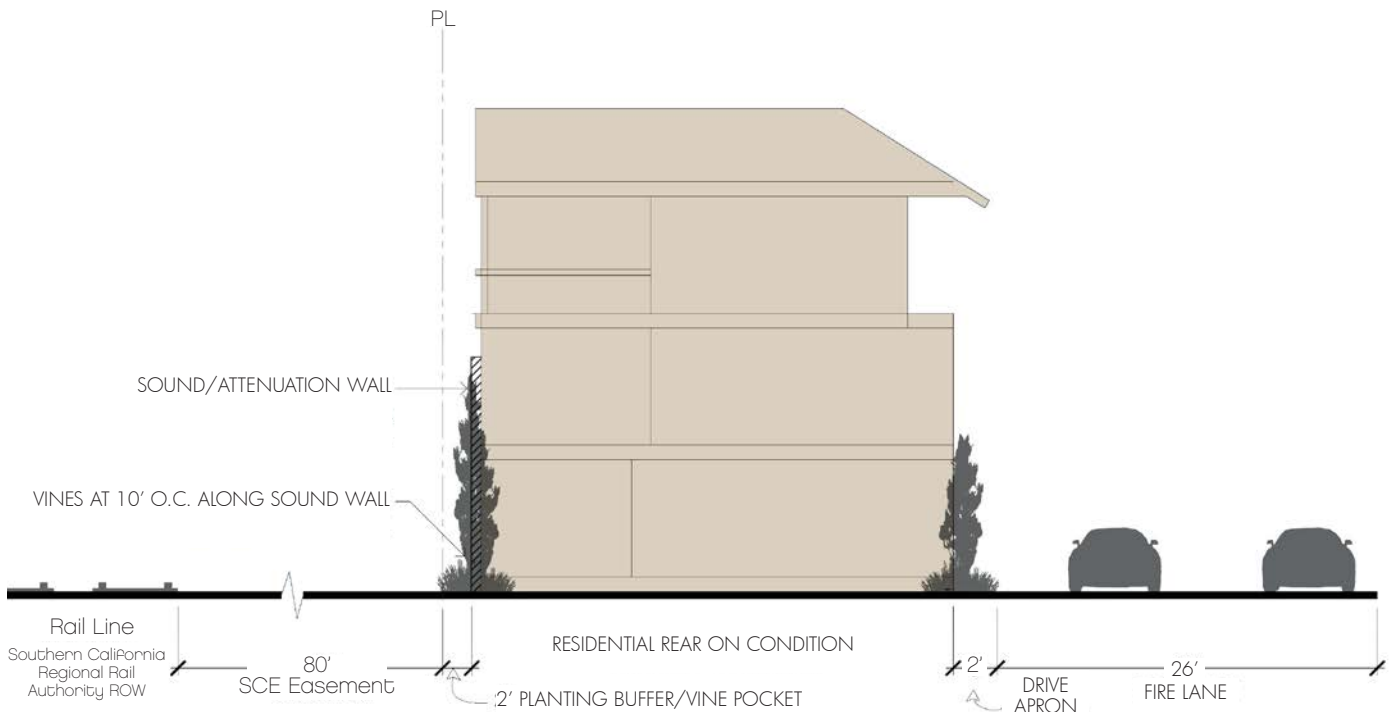 PL
SOUND/ATTENUATION WALL
VINES AT 10' O.C. ALONG SOUND WALL
Rail Line
Southern California
Regional Rail
Authority ROW
80'
SCE Easement
2' PLANTING BUFFER/VINE POCKET
RESIDENTIAL REAR ON CONDITION
2'
DRIVE
APRON
26'
FIRE LANE